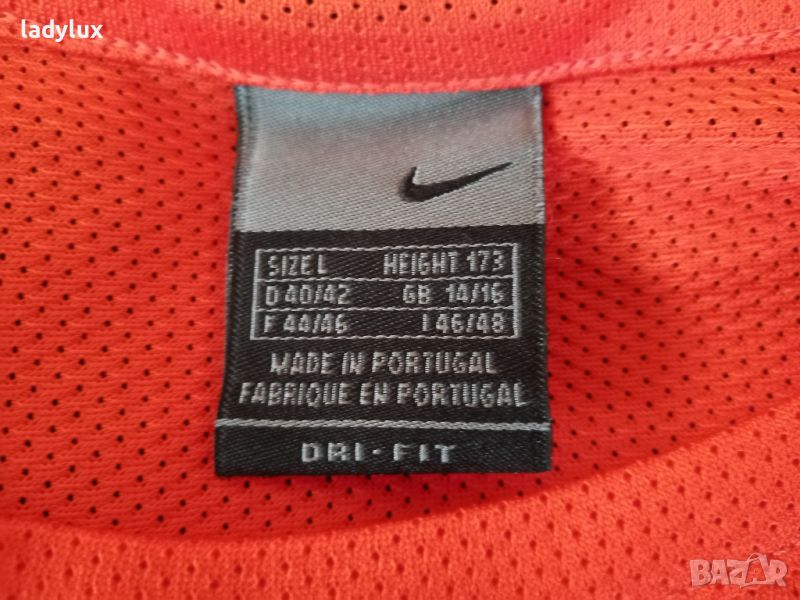 ladylux
SIZE L HEIGHT 173
D 40/42 GB 14/16
F 44/46 I 46/48
MADE IN PORTUGAL
FABRIQUE EN PORTUGAL
DRI-FIT
BAZAR